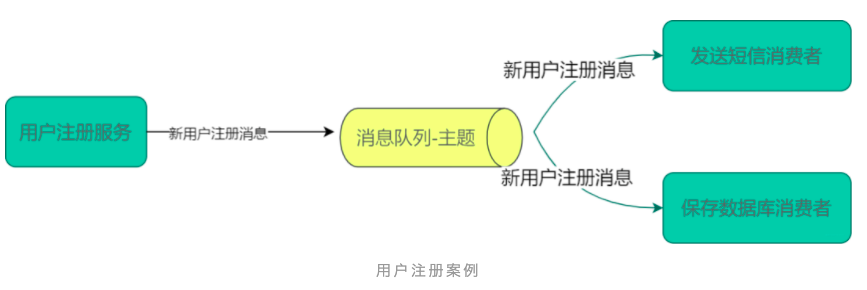 发送短信消费者
新用户注册消息
用户注册服务
新用户注册消息
消息队列-主题
新用户注册消息
保存数据库消费者
用户注册案例